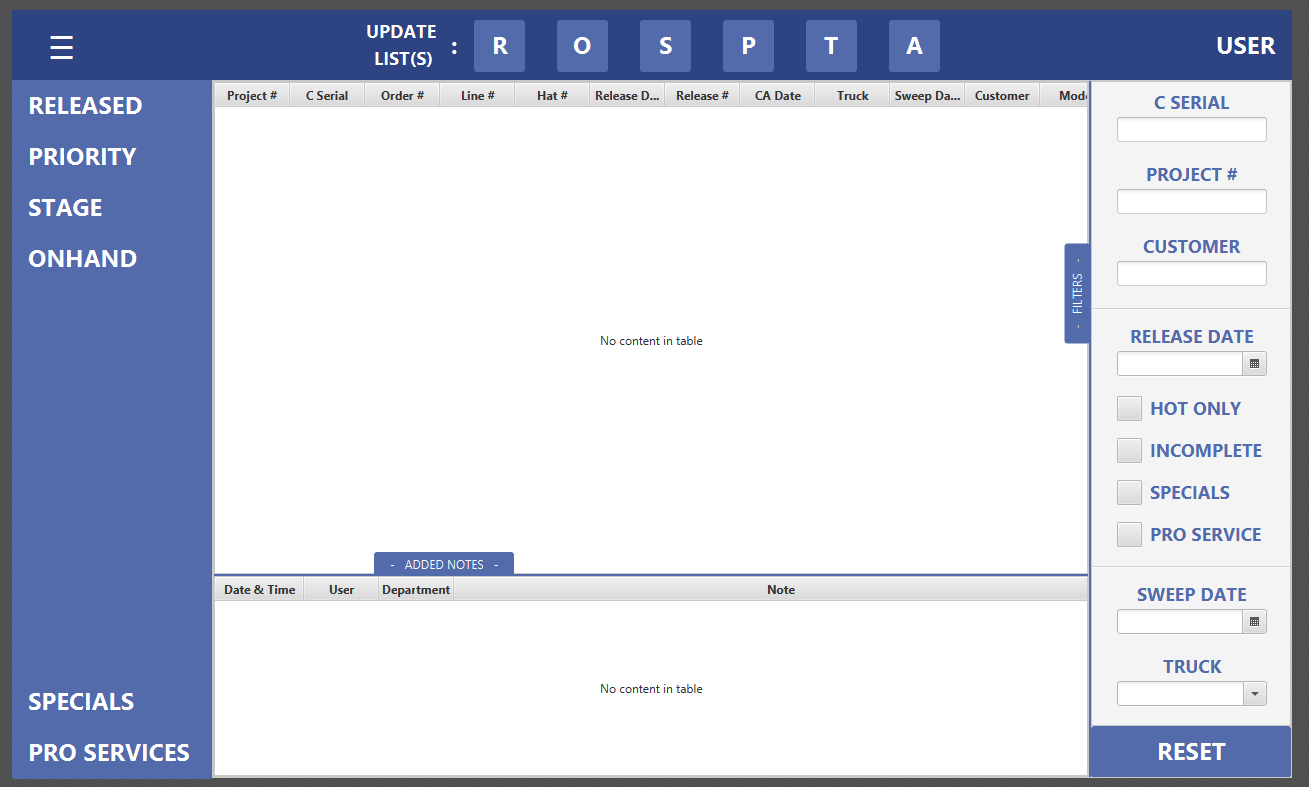 ☰
UPDATE
LIST(S)
:
R O S P T A
USER
RELEASED
PRIORITY
STAGE
ONHAND
SPECIALS
PRO SERVICES
Project # C Serial Order # Line # Hat # Release D... Release # CA Date Truck Sweep Da... Customer Mod
No content in table
- FILTERS -
- ADDED NOTES -
Date & Time User Department Note
No content in table
C SERIAL
PROJECT #
CUSTOMER
RELEASE DATE
HOT ONLY
INCOMPLETE
SPECIALS
PRO SERVICE
SWEEP DATE
TRUCK
RESET